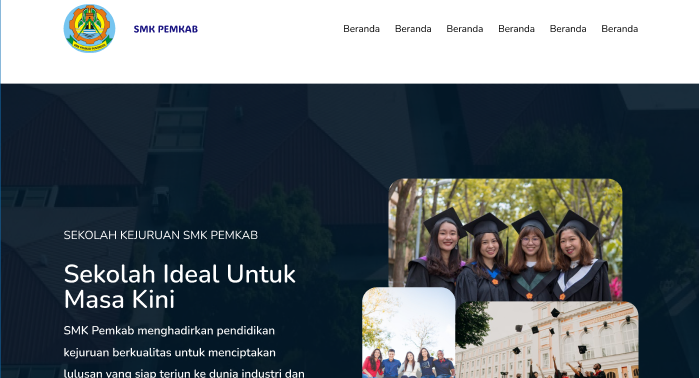 SMK PEMKAB
Beranda Beranda Beranda Beranda Beranda Beranda
SEKOLAH KEJURUAN SMK PEMKAB
Sekolah Ideal Untuk
Masa Kini
SMK Pemkab menghadirkan pendidikan
kejuruan berkualitas untuk menciptakan
lulusan yang siap terjun ke dunia industri dan